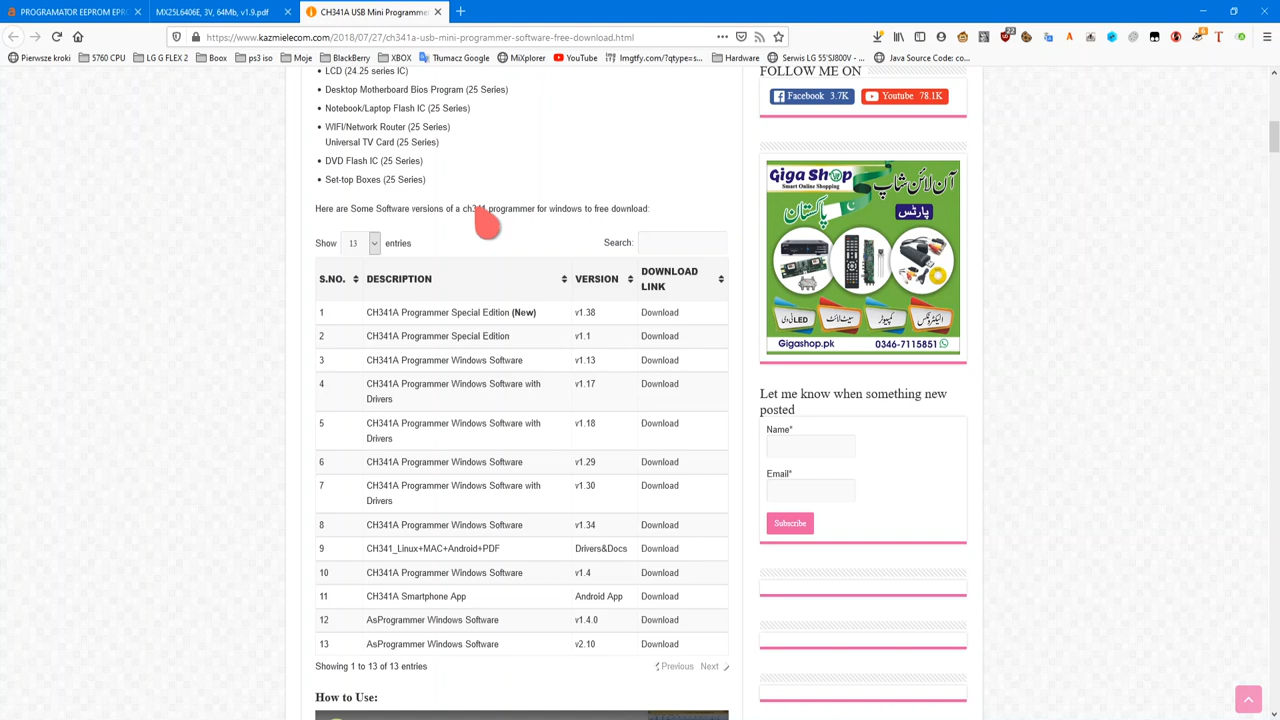 PROGRAMATOR EEPROM EPR
MX25L6406E, 3V, 64Mb, v1.9.pdf
CH341A USB Mini Programmer
https://www.kazmielecom.com/2018/07/27/ch341a-usb-mini-programmer-software-free-download.html
Pierwsze kroki
5760 CPU
LG G FLEX 2
Boox
ps3 iso
Moje
BlackBerry
XBOX
Tłumacz Google
MiXplorer
YouTube
lmgtfy.com/?qtype=s...
Hardware
Serwis LG 55'SJ800V - ...
Java Source Code: co...
LCD (24.25 series IC)
Desktop Motherboard Bios Program (25 Series)
Notebook/Laptop Flash IC (25 Series)
WIFI/Network Router (25 Series)
Universal TV Card (25 Series)
DVD Flash IC (25 Series)
Set-top Boxes (25 Series)
Here are Some Software versions of a ch341 programmer for windows to free download:
Show 13 entries
Search:
S.NO. DESCRIPTION VERSION DOWNLOAD LINK
1 CH341A Programmer Special Edition (New) v1.38 Download
2 CH341A Programmer Special Edition v1.1 Download
3 CH341A Programmer Windows Software v1.13 Download
4 CH341A Programmer Windows Software with Drivers v1.17 Download
5 CH341A Programmer Windows Software with Drivers v1.18 Download
6 CH341A Programmer Windows Software v1.29 Download
7 CH341A Programmer Windows Software with Drivers v1.30 Download
8 CH341A Programmer Windows Software v1.34 Download
9 CH341_Linux+MAC+Android+PDF Drivers&Docs Download
10 CH341A Programmer Windows Software v1.4 Download
11 CH341A Smartphone App Android App Download
12 AsProgrammer Windows Software v1.4.0 Download
13 AsProgrammer Windows Software v2.10 Download
Showing 1 to 13 of 13 entries
Previous Next
How to Use:
FOLLOW ME ON
Facebook 3.7K
Youtube 78.1K
Giga Shop
Smart Online Shopping
آن لائن شاپ
پاکستان
پارٹس
LED ٹی وی
سیٹلائٹ
کمپیوٹر
الیکٹرونکس
Gigashop.pk
0346-7115851
Let me know when something new
posted
Name*
Email*
Subscribe